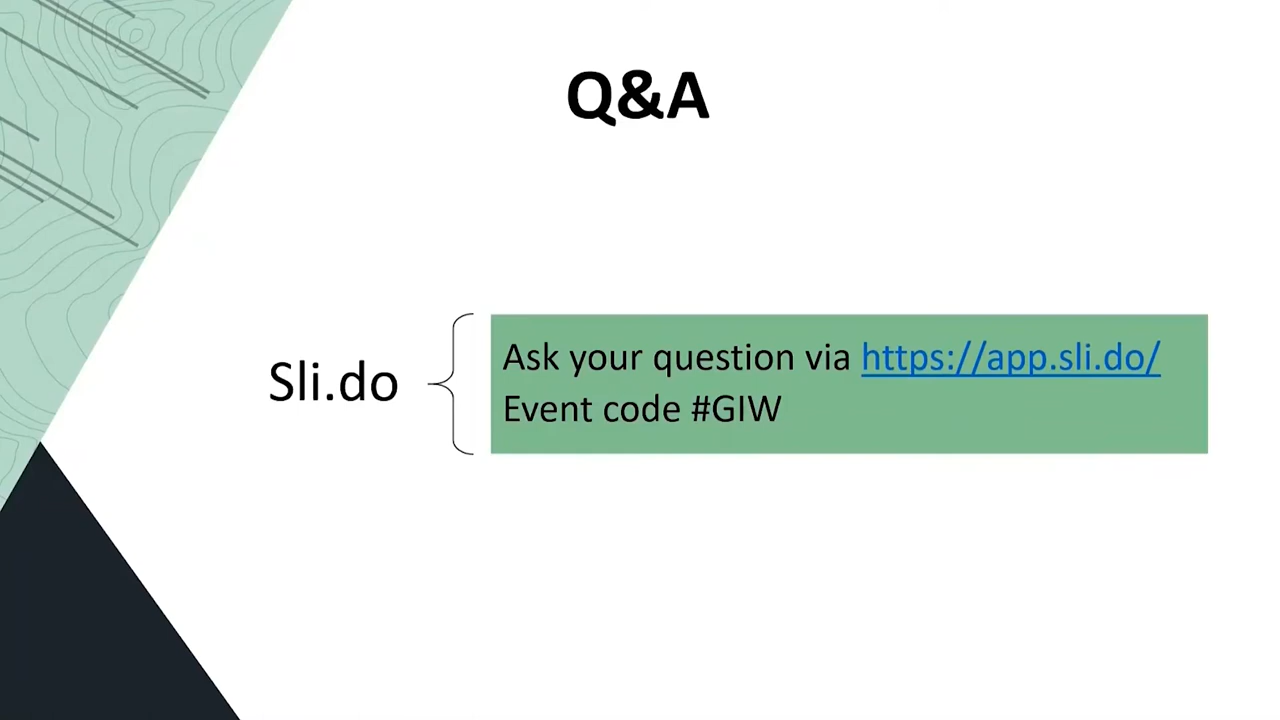 Q&A
Sli.do
Ask your question via https://app.sli.do/
Event code #GIW